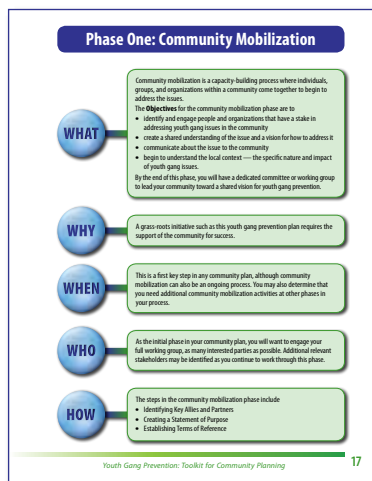 Phase One: Community Mobilization
WHAT
Community mobilization is a capacity-building process where individuals,
groups, and organizations within a community come together to begin to
address the issues.
The Objectives for the community mobilization phase are to
• identify and engage people and organizations that have a stake in
addressing youth gang issues in the community
• create a shared understanding of the issue and a vision for how to address it
• communicate about the issue to the community
• begin to understand the local context — the specific nature and impact
of youth gang issues.
By the end of this phase, you will have a dedicated committee or working group
to lead your community toward a shared vision for youth gang prevention.
WHY
A grass-roots initiative such as this youth gang prevention plan requires the
support of the community for success.
WHEN
This is a first key step in any community plan, although community
mobilization can also be an ongoing process. You may also determine that
you need additional community mobilization activities at other phases in
your process.
WHO
As the initial phase in your community plan, you will want to engage your
full working group, as many interested parties as possible. Additional relevant
stakeholders may be identified as you continue to work through this phase.
HOW
The steps in the community mobilization phase include
• Identifying Key Allies and Partners
• Creating a Statement of Purpose
• Establishing Terms of Reference
Youth Gang Prevention: Toolkit for Community Planning
17